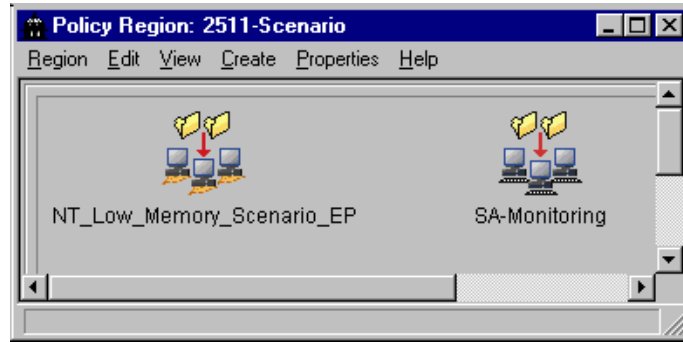 Policy Region: 2511-Scenario
Region Edit View Create Properties Help
NT_Low_Memory_Scenario_EP SA-Monitoring